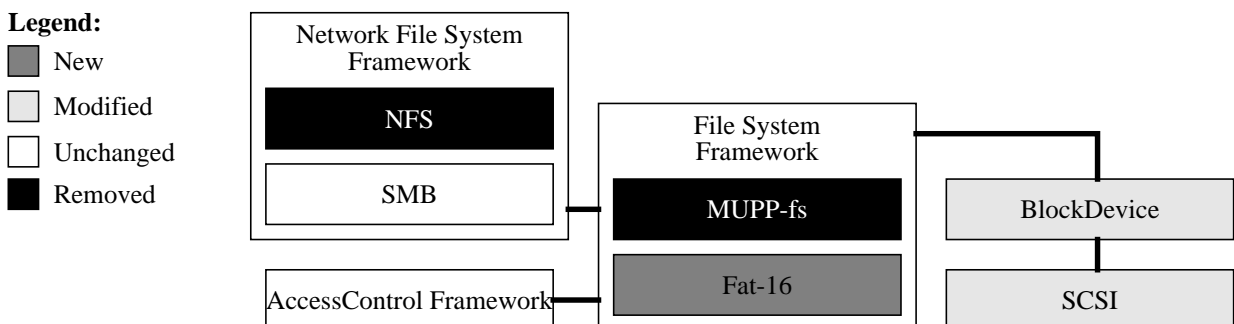 Legend:
New
Modified
Unchanged
Removed
Network File System
Framework
NFS
SMB
AccessControl Framework
File System
Framework
MUPP-fs
Fat-16
BlockDevice
SCSI